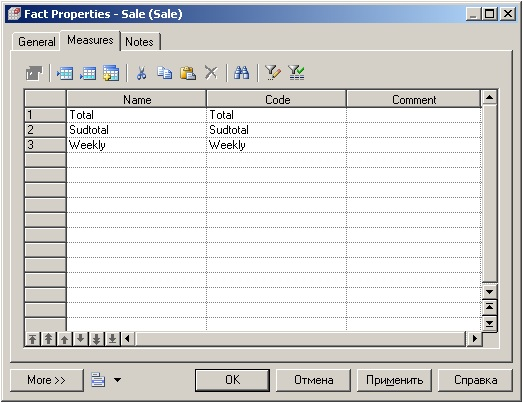 Fact Properties - Sale (Sale)
General Measures Notes
Name Code Comment
1 Total Total
2 Sudtotal Sudtotal
3 Weekly Weekly
More >> OK Отмена Применить Справка